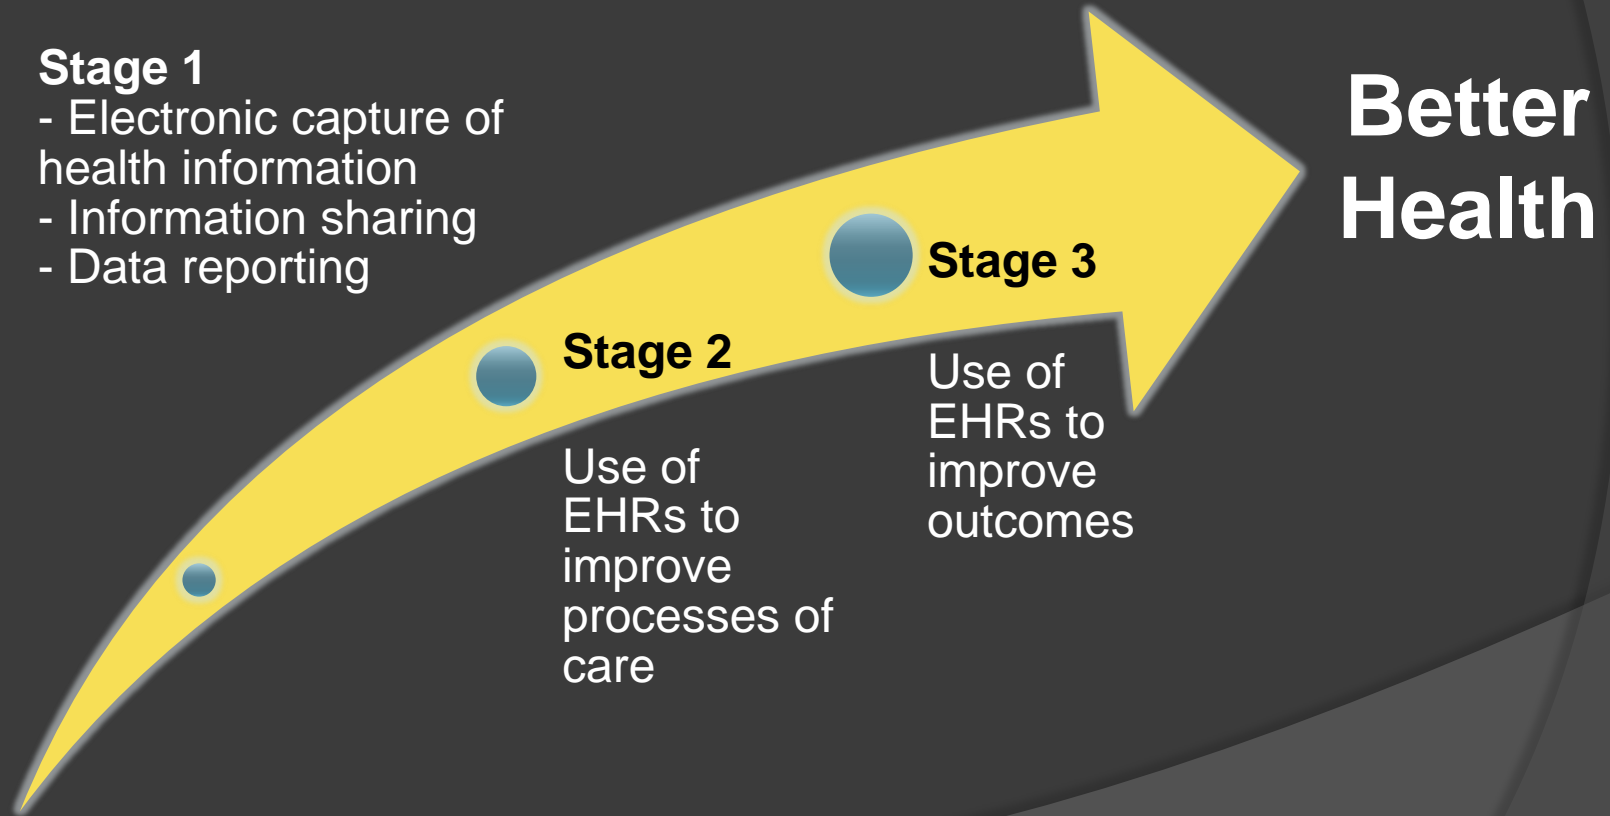 Stage 1
- Electronic capture of
health information
- Information sharing
- Data reporting
Stage 2
Use of
EHRs to
improve
processes of
care
Stage 3
Use of
EHRs to
improve
outcomes
Better
Health